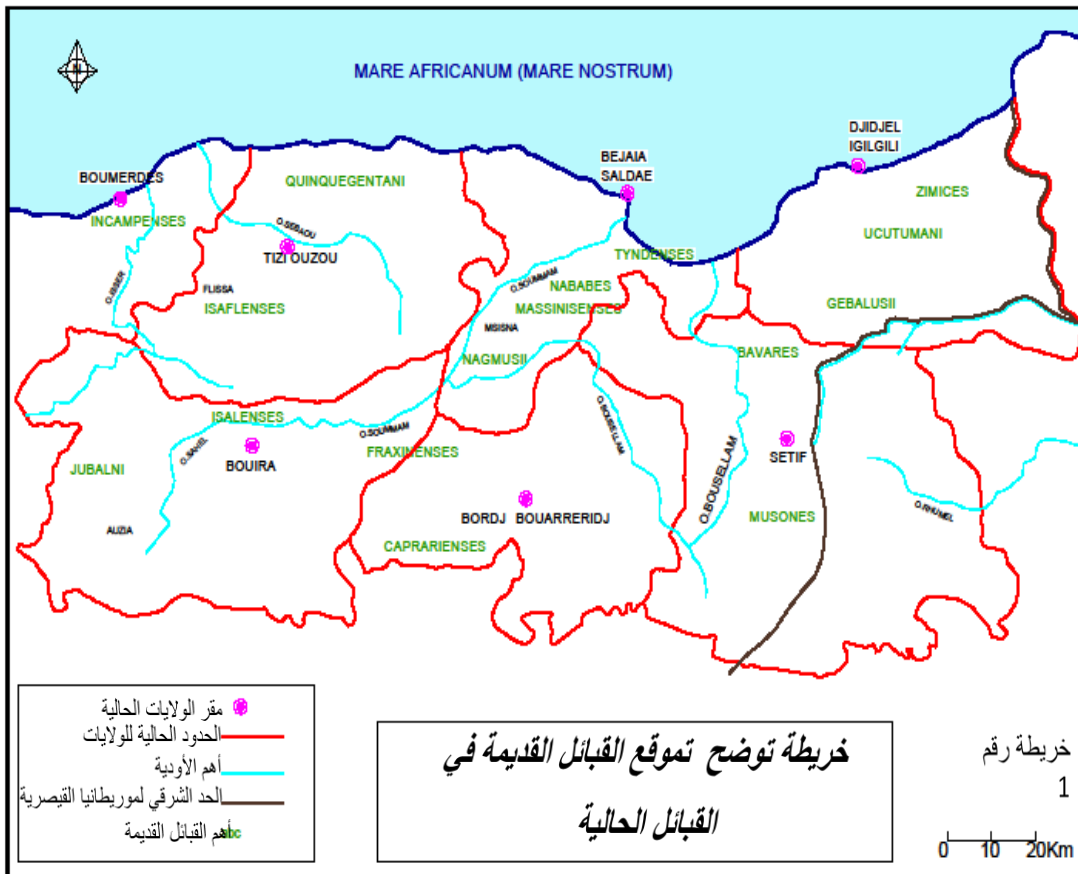 N
MARE AFRICANUM (MARE NOSTRUM)
DJIDJEL
IGILGILI
BEJAIA
SALDAE
BOUMERDES
QUINQUEGENTANI
ZIMICES
INCAMPENSES
O.SEBAOU
UCUTUMANI
TIZI OUZOU
TYNDENSES
O.ISSER
FLISSA
O.SOUMMAM
NABABES
ISAFLENSES
MASSINISENSES
GEBALUSII
MSISNA
NAGMUSII
BAVARES
ISALENSES
O.SOUMMAM
O.BOUSELLAM
O.SAHEL
BOUIRA
FRAXINENSES
SETIF
JUBALNI
O.BOUSELLAM
O.RHUMEL
BORDJ BOUARRERIDJ
MUSONES
AUZIA
CAPRARIENSES
مقر الولايات الحالية
الحدود الحالية للولايات
أهم الأودية
الحد الشرقي لموريطانيا القيصرية
أهم القبائل القديمة
abc
خريطة توضح تموقع القبائل القديمة في
القبائل الحالية
خريطة رقم
1
0 10 20Km